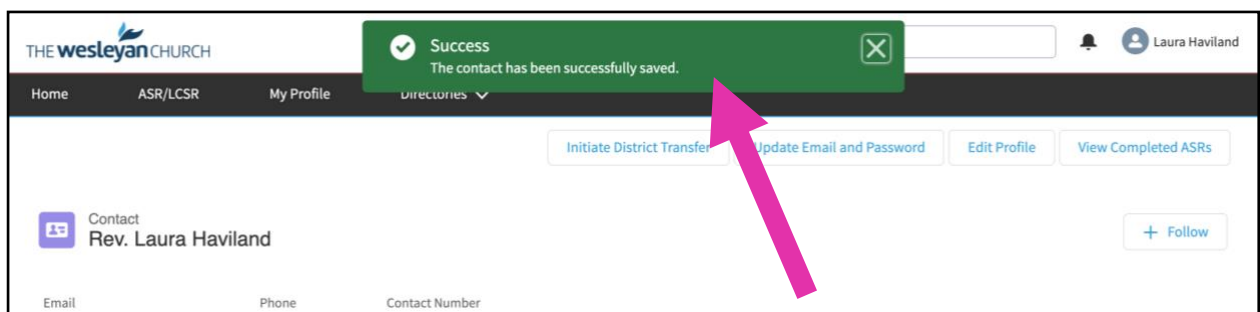 THE wesleyan CHURCH
Success
The contact has been successfully saved.
Laura Haviland
Home ASR/LCSR My Profile Directories
Initiate District Transfer Update Email and Password Edit Profile View Completed ASRs
Contact
Rev. Laura Haviland
+ Follow
Email Phone Contact Number